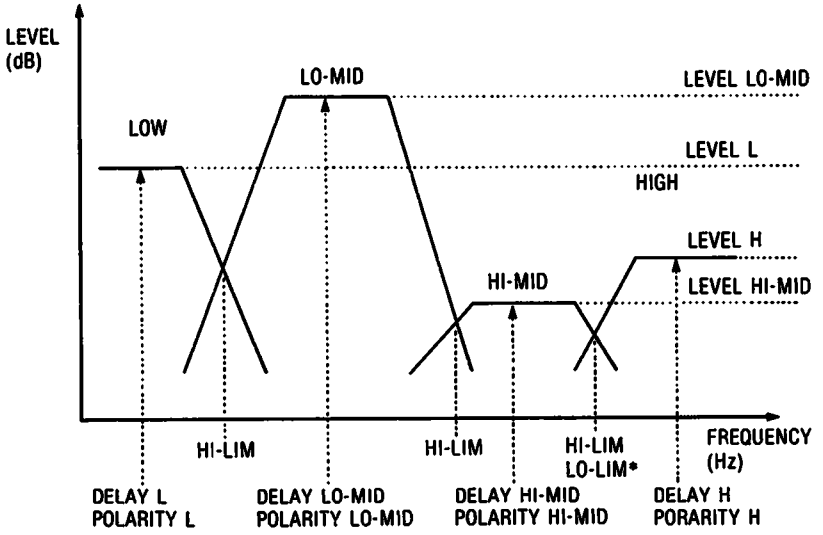 LEVEL
(dB)
LO-MID
LEVEL LO-MID
LOW
LEVEL L
HIGH
LEVEL H
HI-MID
LEVEL HI-MID
HI-LIM
HI-LIM
HI-LIM
LO-LIM*
FREQUENCY
(Hz)
DELAY L
POLARITY L
DELAY LO-MID
POLARITY LO-MID
DELAY HI-MID
POLARITY HI-MID
DELAY H
PORARITY H